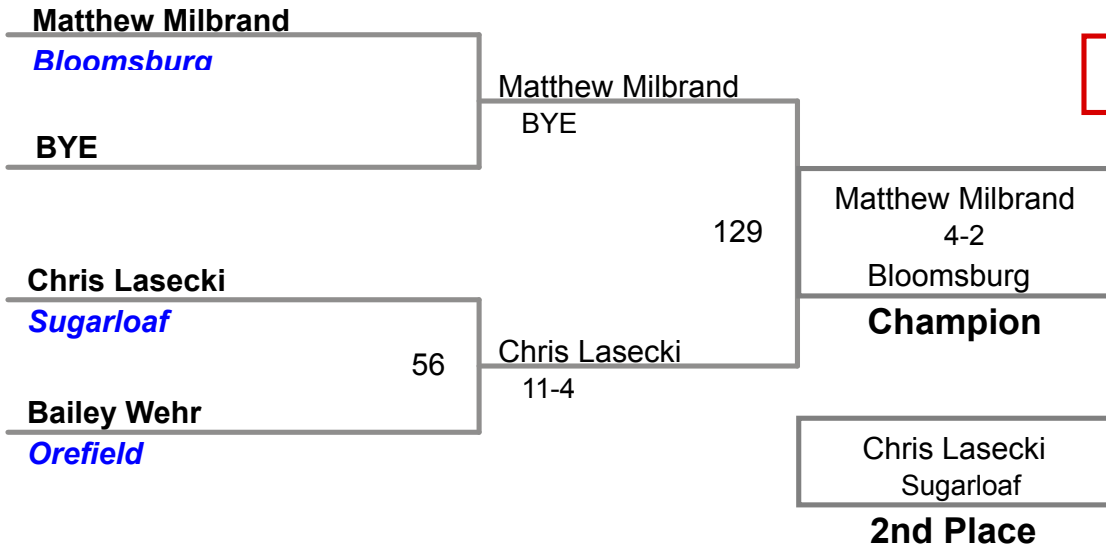 Matthew Milbrand
Bloomsburg
Matthew Milbrand
BYE
BYE
Matthew Milbrand
4-2
129
Bloomsburg
Chris Lasecki
Sugarloaf
Champion
Chris Lasecki
56
11-4
Bailey Wehr
Orefield
Chris Lasecki
Sugarloaf
2nd Place